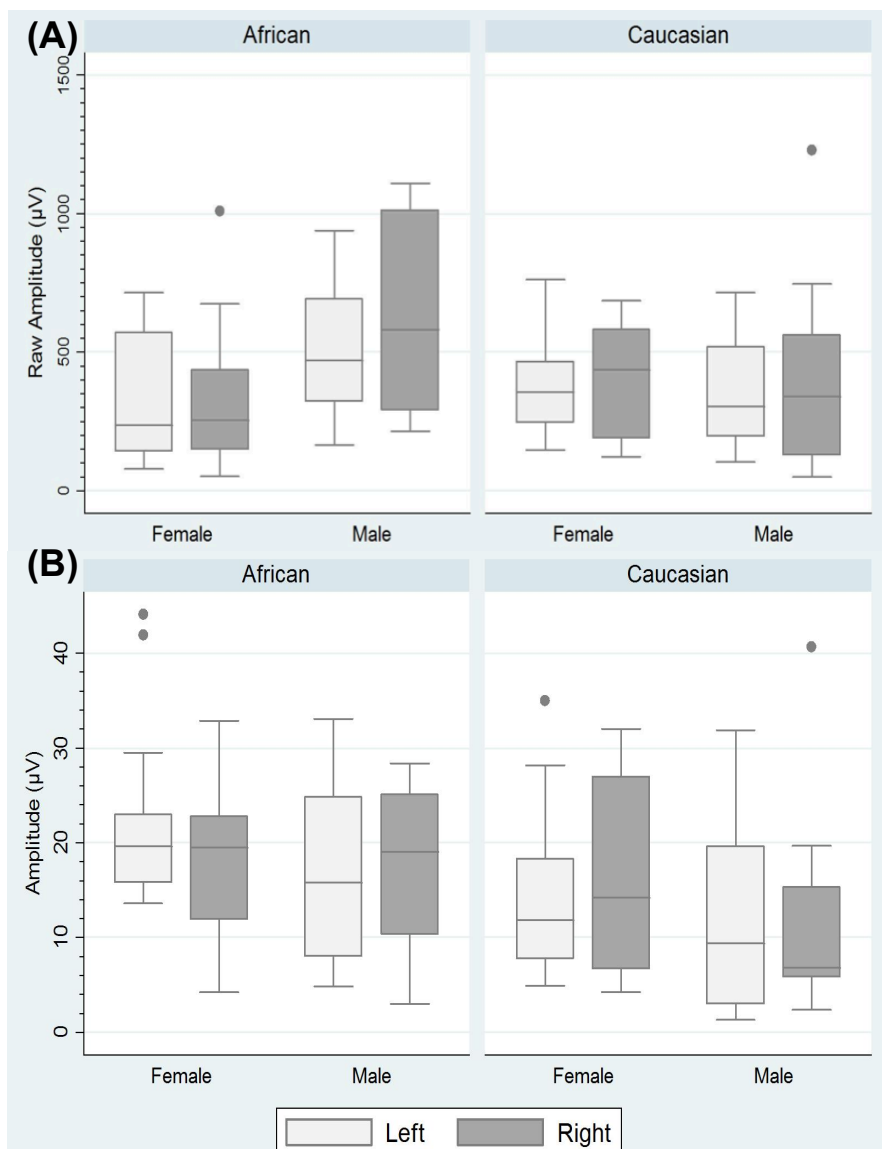 (A)
African Caucasian
Raw Amplitude (μV)
1500
1000
500
0
Female Male Female Male
(B)
African Caucasian
Amplitude (μV)
40
30
20
10
0
Female Male Female Male
Left Right